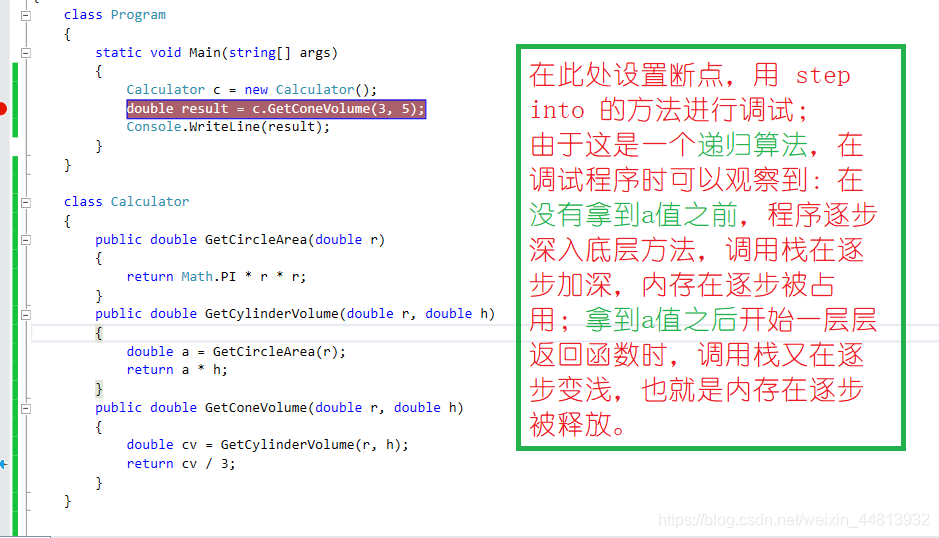 class Program
{
static void Main(string[] args)
{
Calculator c = new Calculator();
double result = c.GetConeVolume(3, 5);
Console.WriteLine(result);
}
}
class Calculator
{
public double GetCircleArea(double r)
{
return Math.PI * r * r;
}
public double GetCylinderVolume(double r, double h)
{
double a = GetCircleArea(r);
return a * h;
}
public double GetConeVolume(double r, double h)
{
double cv = GetCylinderVolume(r, h);
return cv / 3;
}
}
在此处设置断点，用 step
into 的方法进行调试；
由于这是一个递归算法，在
调试程序时可以观察到：在
没有拿到a值之前，程序逐步
深入底层方法，调用栈在逐
步加深，内存在逐步被占
用；拿到a值之后开始一层层
返回函数时，调用栈又在逐
步变浅，也就是内存在逐步
被释放。
https://blog.csdn.net/weixin_44813932